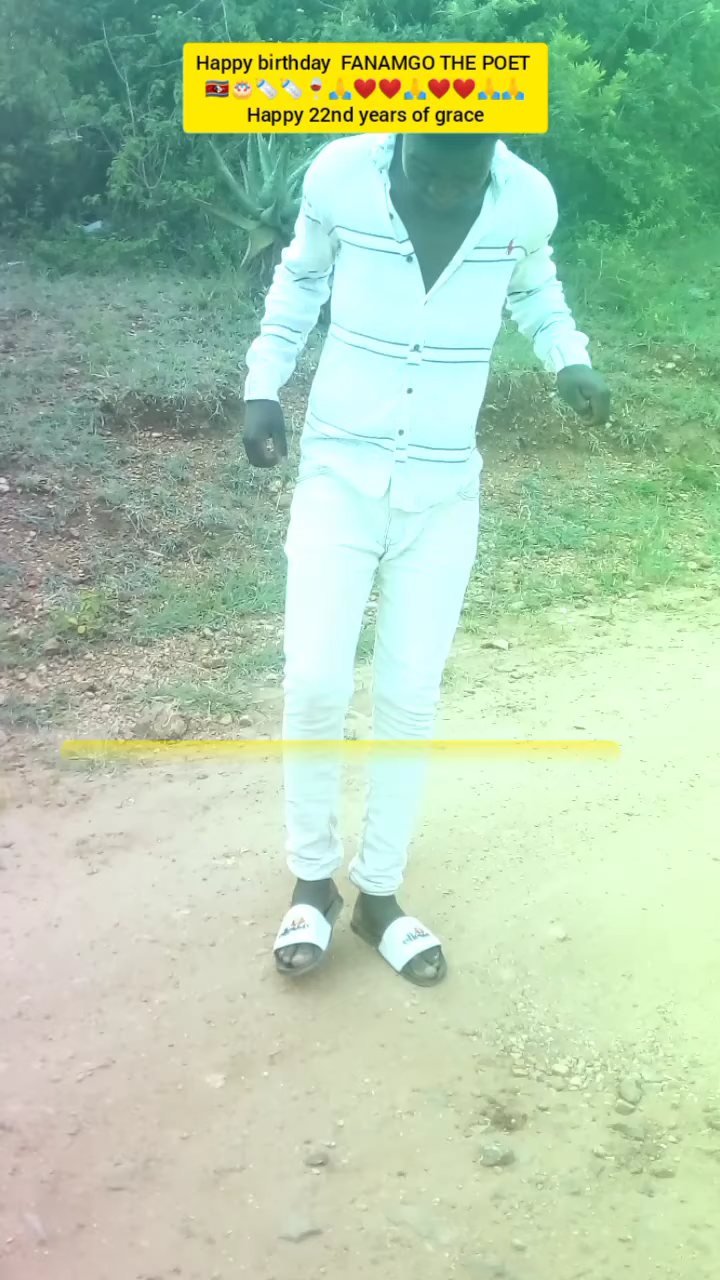 Happy birthday  FANAMGO THE POET
🇸🇿🎂🍼🍼🍷🙏❤️❤️🙏❤️❤️🙏🙏
Happy 22nd years of grace